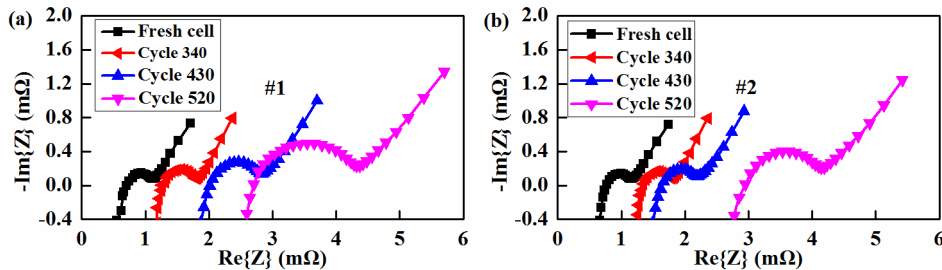 (a)
2.0
1.6
1.2
0.8
0.4
0.0
-0.4
-Im{Z} (mΩ)
Fresh cell
Cycle 340
Cycle 430
Cycle 520
#1
0 1 2 3 4 5 6
Re{Z} (mΩ)
(b)
2.0
1.6
1.2
0.8
0.4
0.0
-0.4
-Im{Z} (mΩ)
Fresh cell
Cycle 340
Cycle 430
Cycle 520
#2
0 1 2 3 4 5 6
Re{Z} (mΩ)